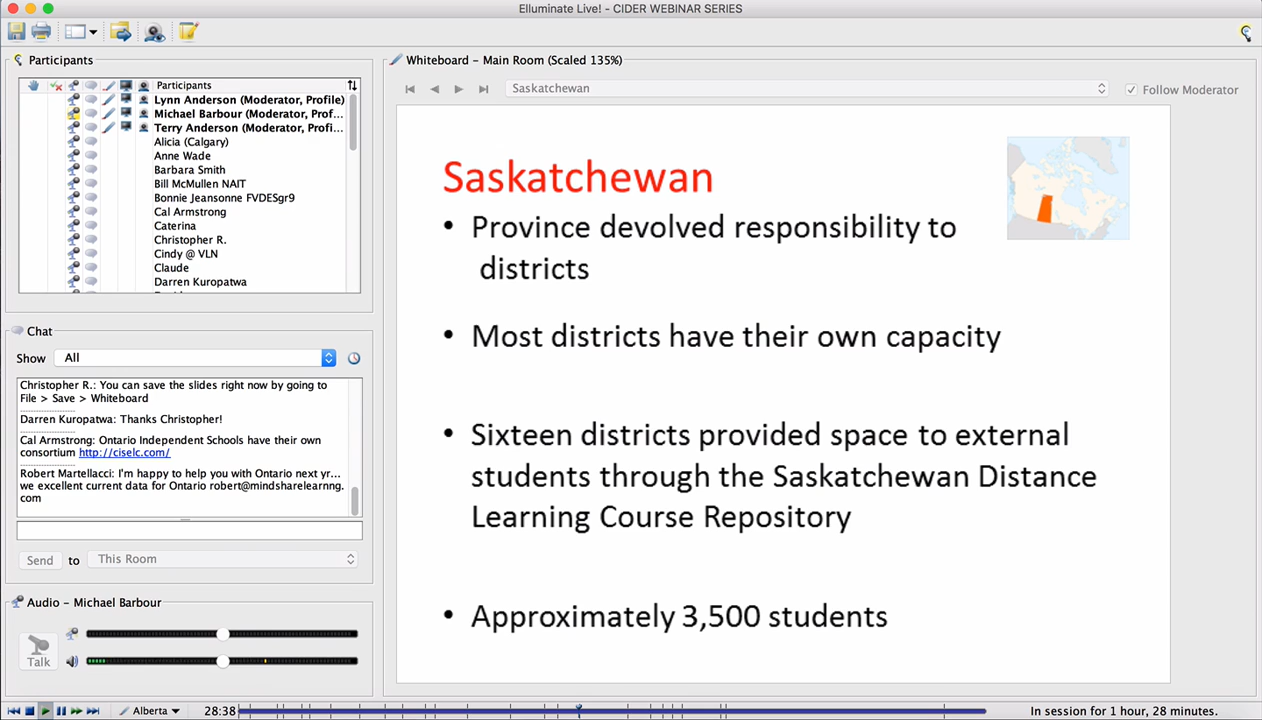 Elluminate Live! - CIDER WEBINAR SERIES
Participants
Participants
Lynn Anderson (Moderator, Profile)
Michael Barbour (Moderator, Prof...
Terry Anderson (Moderator, Profi...
Alicia (Calgary)
Anne Wade
Barbara Smith
Bill McMullen NAIT
Bonnie Jeansonne FVDESgr9
Cal Armstrong
Caterina
Christopher R.
Cindy @ VLN
Claude
Darren Kuropatwa
Chat
Show All
Christopher R.: You can save the slides right now by going to
File > Save > Whiteboard
Darren Kuropatwa: Thanks Christopher!
Cal Armstrong: Ontario Independent Schools have their own
consortium http://ciselc.com/
Robert Martellacci: I'm happy to help you with Ontario next yr...
we excellent current data for Ontario robert@mindsharelearnng.
com
Send to This Room
Audio - Michael Barbour
Talk
Whiteboard - Main Room (Scaled 135%)
Saskatchewan
Follow Moderator
Saskatchewan
• Province devolved responsibility to
districts
• Most districts have their own capacity
• Sixteen districts provided space to external
students through the Saskatchewan Distance
Learning Course Repository
• Approximately 3,500 students
Alberta 28:38
In session for 1 hour, 28 minutes.